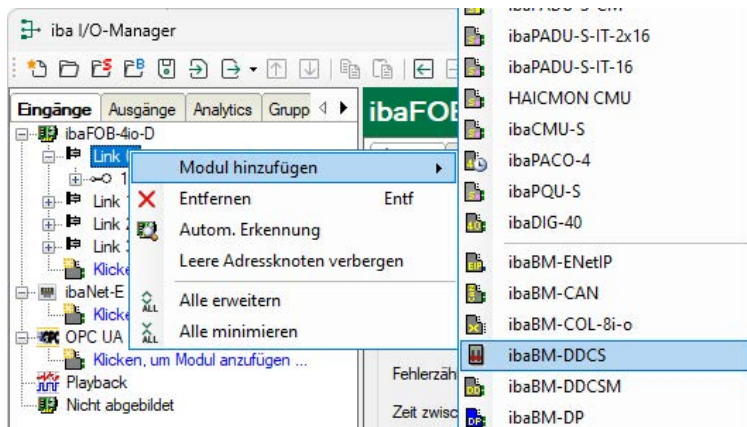 iba I/O-Manager
Eingänge Ausgänge Analytics Grupp
ibaFOB-4io-D
Link
Link
Link
Link
ibaNet-E
OPC UA
Klicken, um Modul anzufügen ...
Playback
Nicht abgebildet
Modul hinzufügen
Entfernen Entf
Autom. Erkennung
Leere Adressknoten verbergen
Alle erweitern
Alle minimieren
ibaFO
Fehlerzäh
Zeit zwisc
ibaPADU-S-IT-2x16
ibaPADU-S-IT-16
HAICMON CMU
ibaCMU-S
ibaPACO-4
ibaPQU-S
ibaDIG-40
ibaBM-ENetIP
ibaBM-CAN
ibaBM-COL-8i-o
ibaBM-DDCS
ibaBM-DDCSM
ibaBM-DP